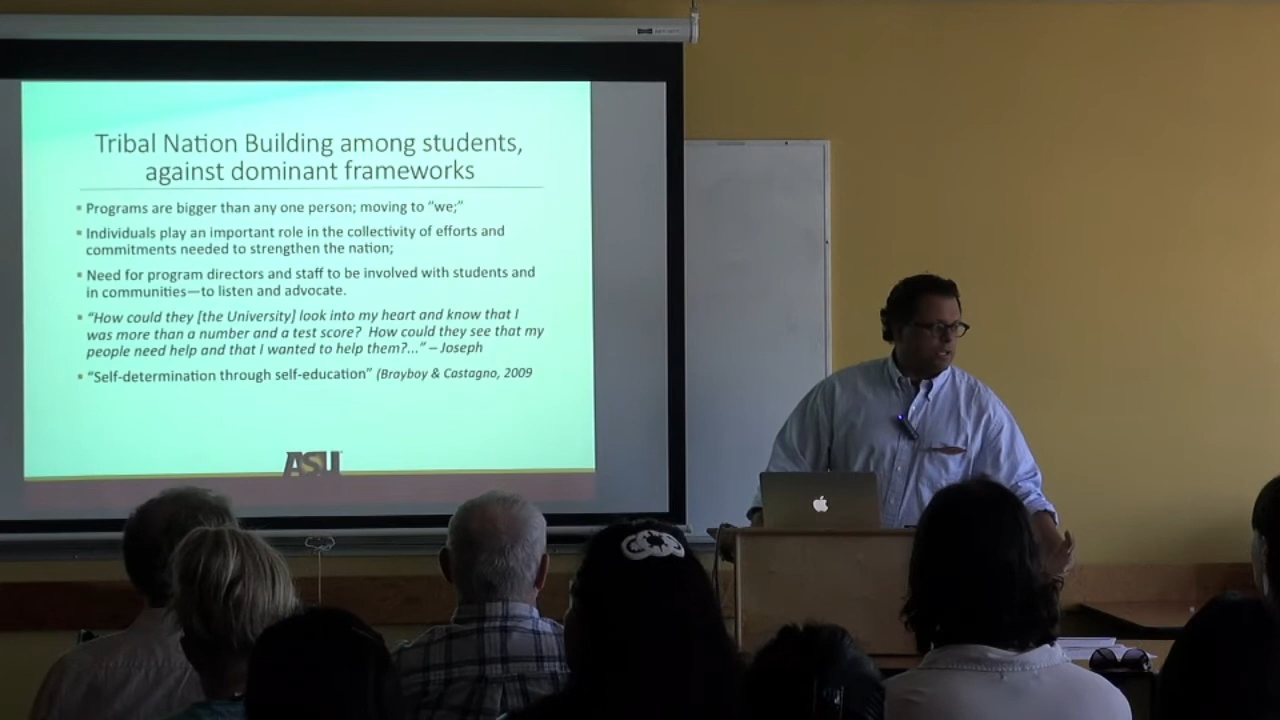 Tribal Nation Building among students,
against dominant frameworks
▪ Programs are bigger than any one person; moving to “we;”
▪ Individuals play an important role in the collectivity of efforts and
commitments needed to strengthen the nation;
▪ Need for program directors and staff to be involved with students and
in communities—to listen and advocate.
▪ “How could they [the University] look into my heart and know that I
was more than a number and a test score?  How could they see that my
people need help and that I wanted to help them?...” – Joseph
▪ “Self-determination through self-education” (Brayboy & Castagno, 2009
ASU